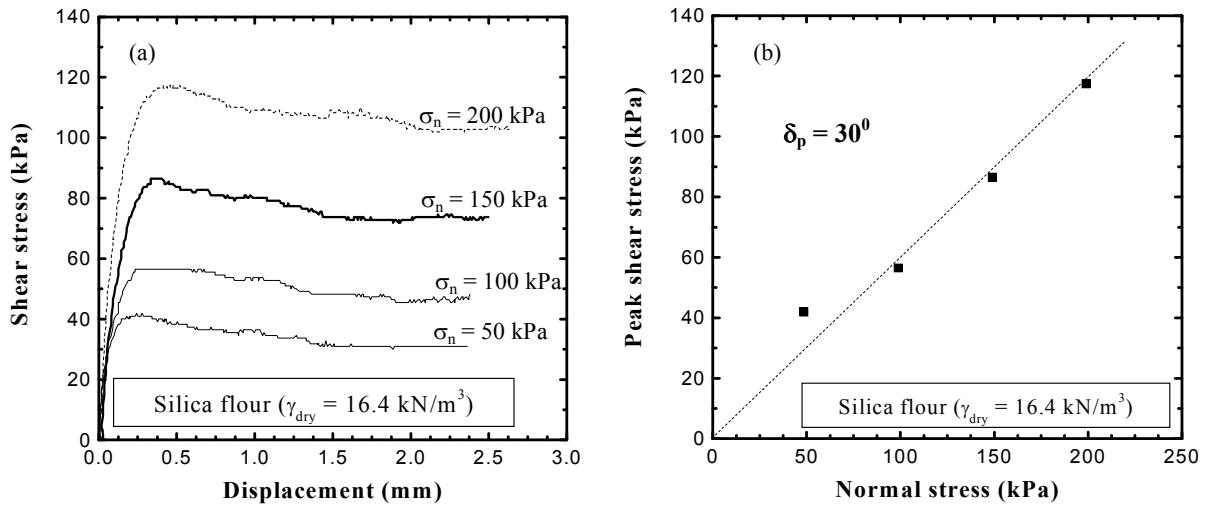 (a)
Shear stress (kPa)
140
120
100
80
60
40
20
0
σn = 200 kPa
σn = 150 kPa
σn = 100 kPa
σn = 50 kPa
Silica flour (γdry = 16.4 kN/m³)
0.0 0.5 1.0 1.5 2.0 2.5 3.0
Displacement (mm)
(b)
Peak shear stress (kPa)
140
120
100
80
60
40
20
0
δp = 30⁰
Silica flour (γdry = 16.4 kN/m³)
0 50 100 150 200 250
Normal stress (kPa)